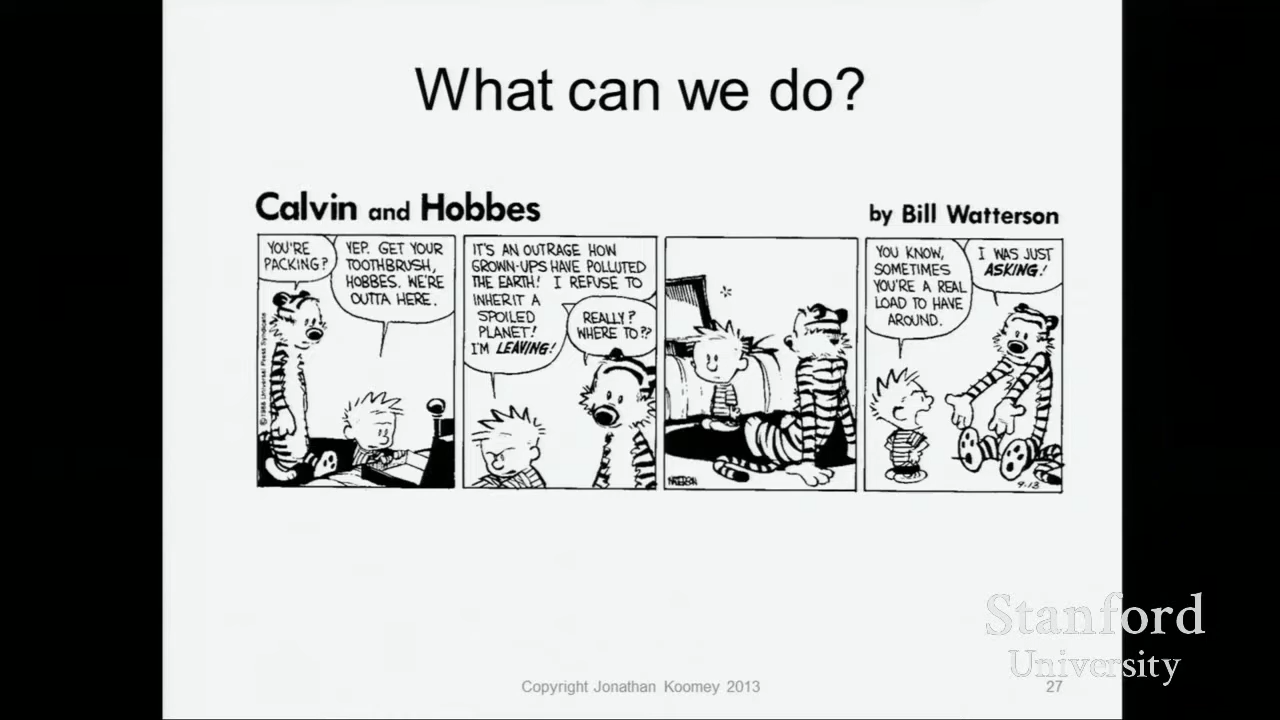 What can we do?
Calvin and Hobbes
by Bill Watterson
YOU'RE
PACKING?
YEP. GET YOUR
TOOTHBRUSH,
HOBBES. WE'RE
OUTTA HERE.
IT'S AN OUTRAGE HOW
GROWN-UPS HAVE POLLUTED
THE EARTH! I REFUSE TO
INHERIT A
SPOILED
PLANET!
I'M LEAVING!
REALLY?
WHERE TO??
YOU KNOW,
SOMETIMES
YOU'RE A REAL
LOAD TO HAVE
AROUND.
I WAS JUST
ASKING!
9-13
Copyright Jonathan Koomey 2013
27
Stanford
University